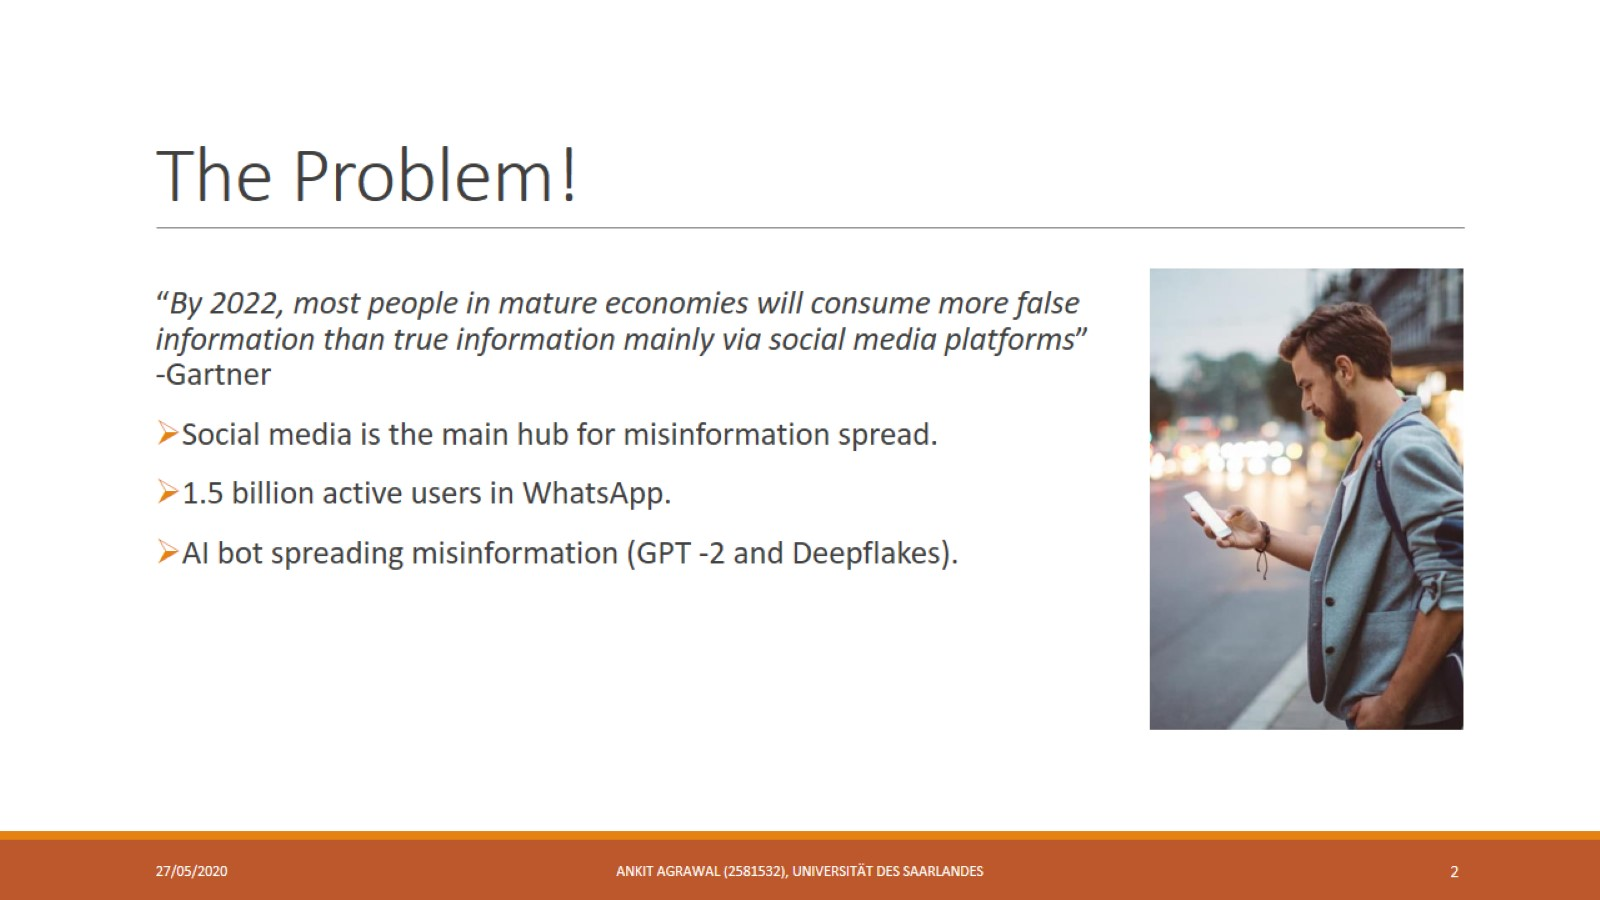 The Problem!
“By 2022, most people in mature economies will consume more false
information than true information mainly via social media platforms”
-Gartner
➢Social media is the main hub for misinformation spread.
➢1.5 billion active users in WhatsApp.
➢AI bot spreading misinformation (GPT -2 and Deepflakes).
27/05/2020
ANKIT AGRAWAL (2581532), UNIVERSITÄT DES SAARLANDES
2